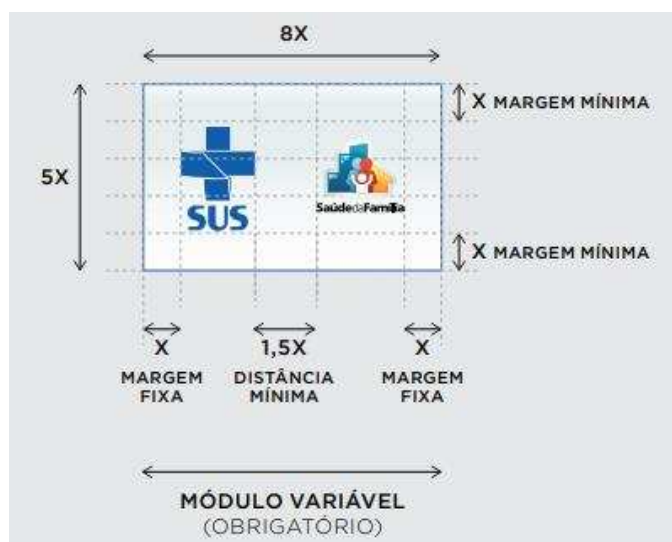 8X
X MARGEM MÍNIMA
5X
SUS
SaúdedaFamília
X MARGEM MÍNIMA
X
1,5X
X
MARGEM FIXA
DISTÂNCIA MÍNIMA
MARGEM FIXA
MÓDULO VARIÁVEL
(OBRIGATÓRIO)